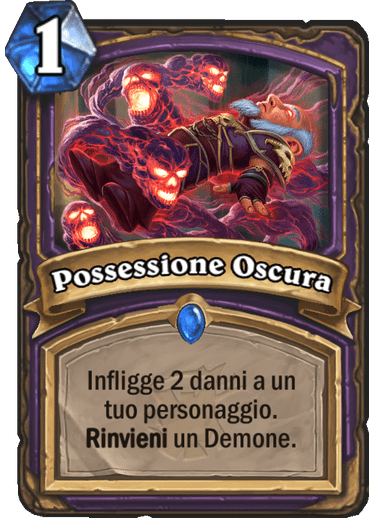 1
Possessione Oscura
Infligge 2 danni a un
tuo personaggio.
Rinvieni un Demone.